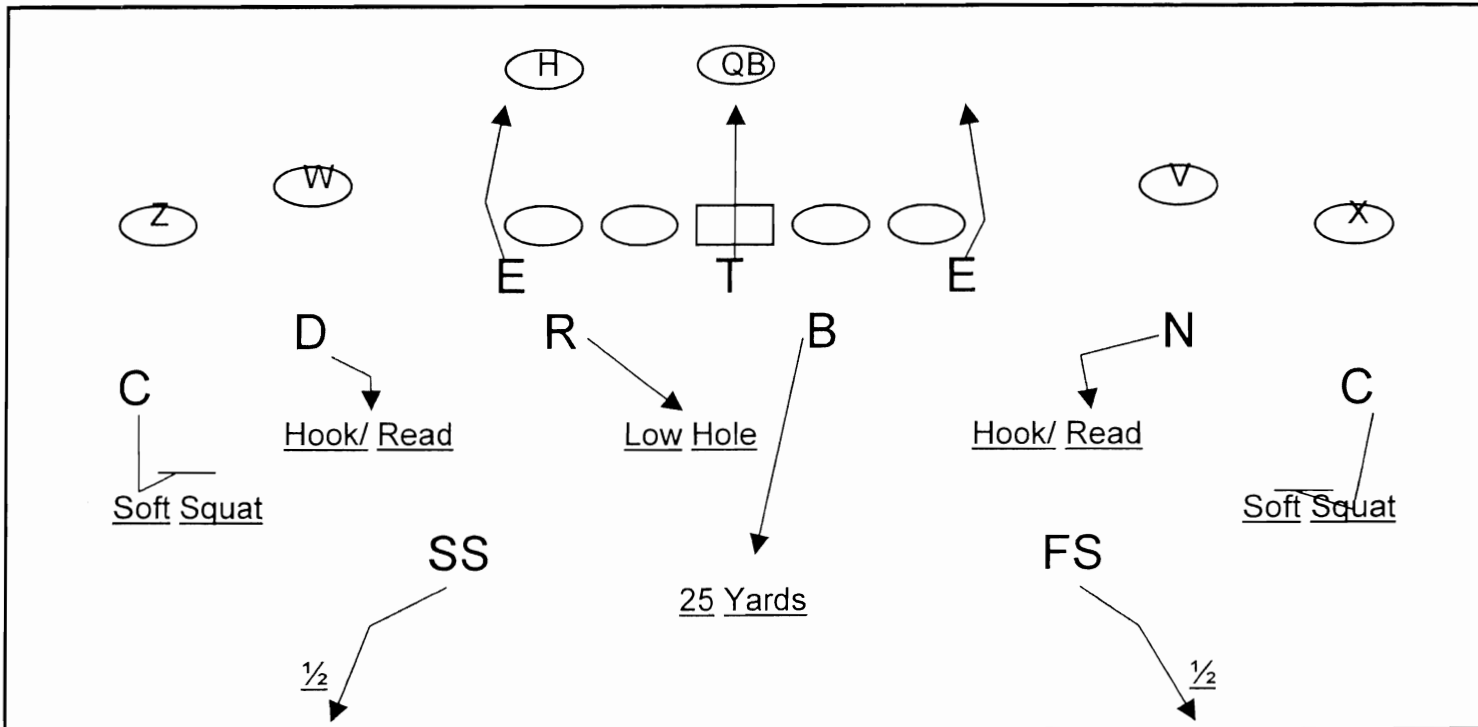 H QB
W V
Z X
E T E
D R B N
C C
Hook/ Read Low Hole Hook/ Read
Soft Squat Soft Squat
SS FS
25 Yards
½ ½